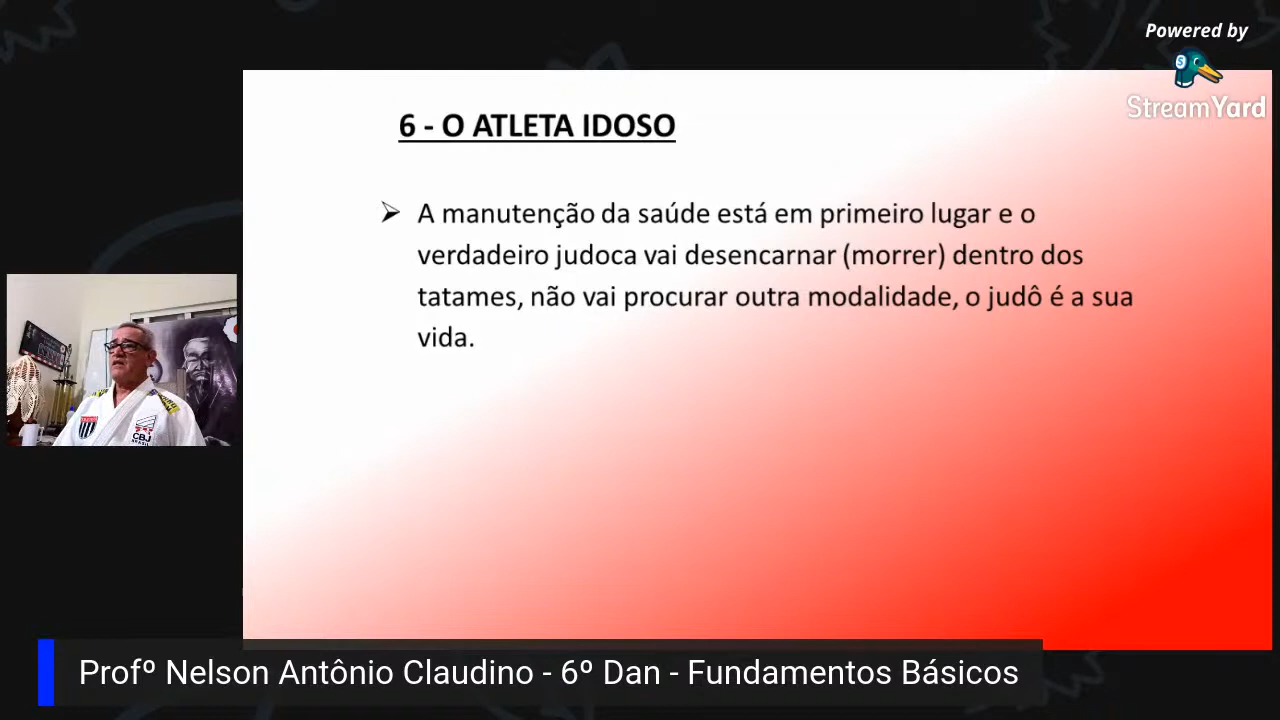 Powered by
StreamYard
6 - O ATLETA IDOSO
➢ A manutenção da saúde está em primeiro lugar e o
verdadeiro judoca vai desencarnar (morrer) dentro dos
tatames, não vai procurar outra modalidade, o judô é a sua
vida.
CBJ
Profº Nelson Antônio Claudino - 6º Dan - Fundamentos Básicos